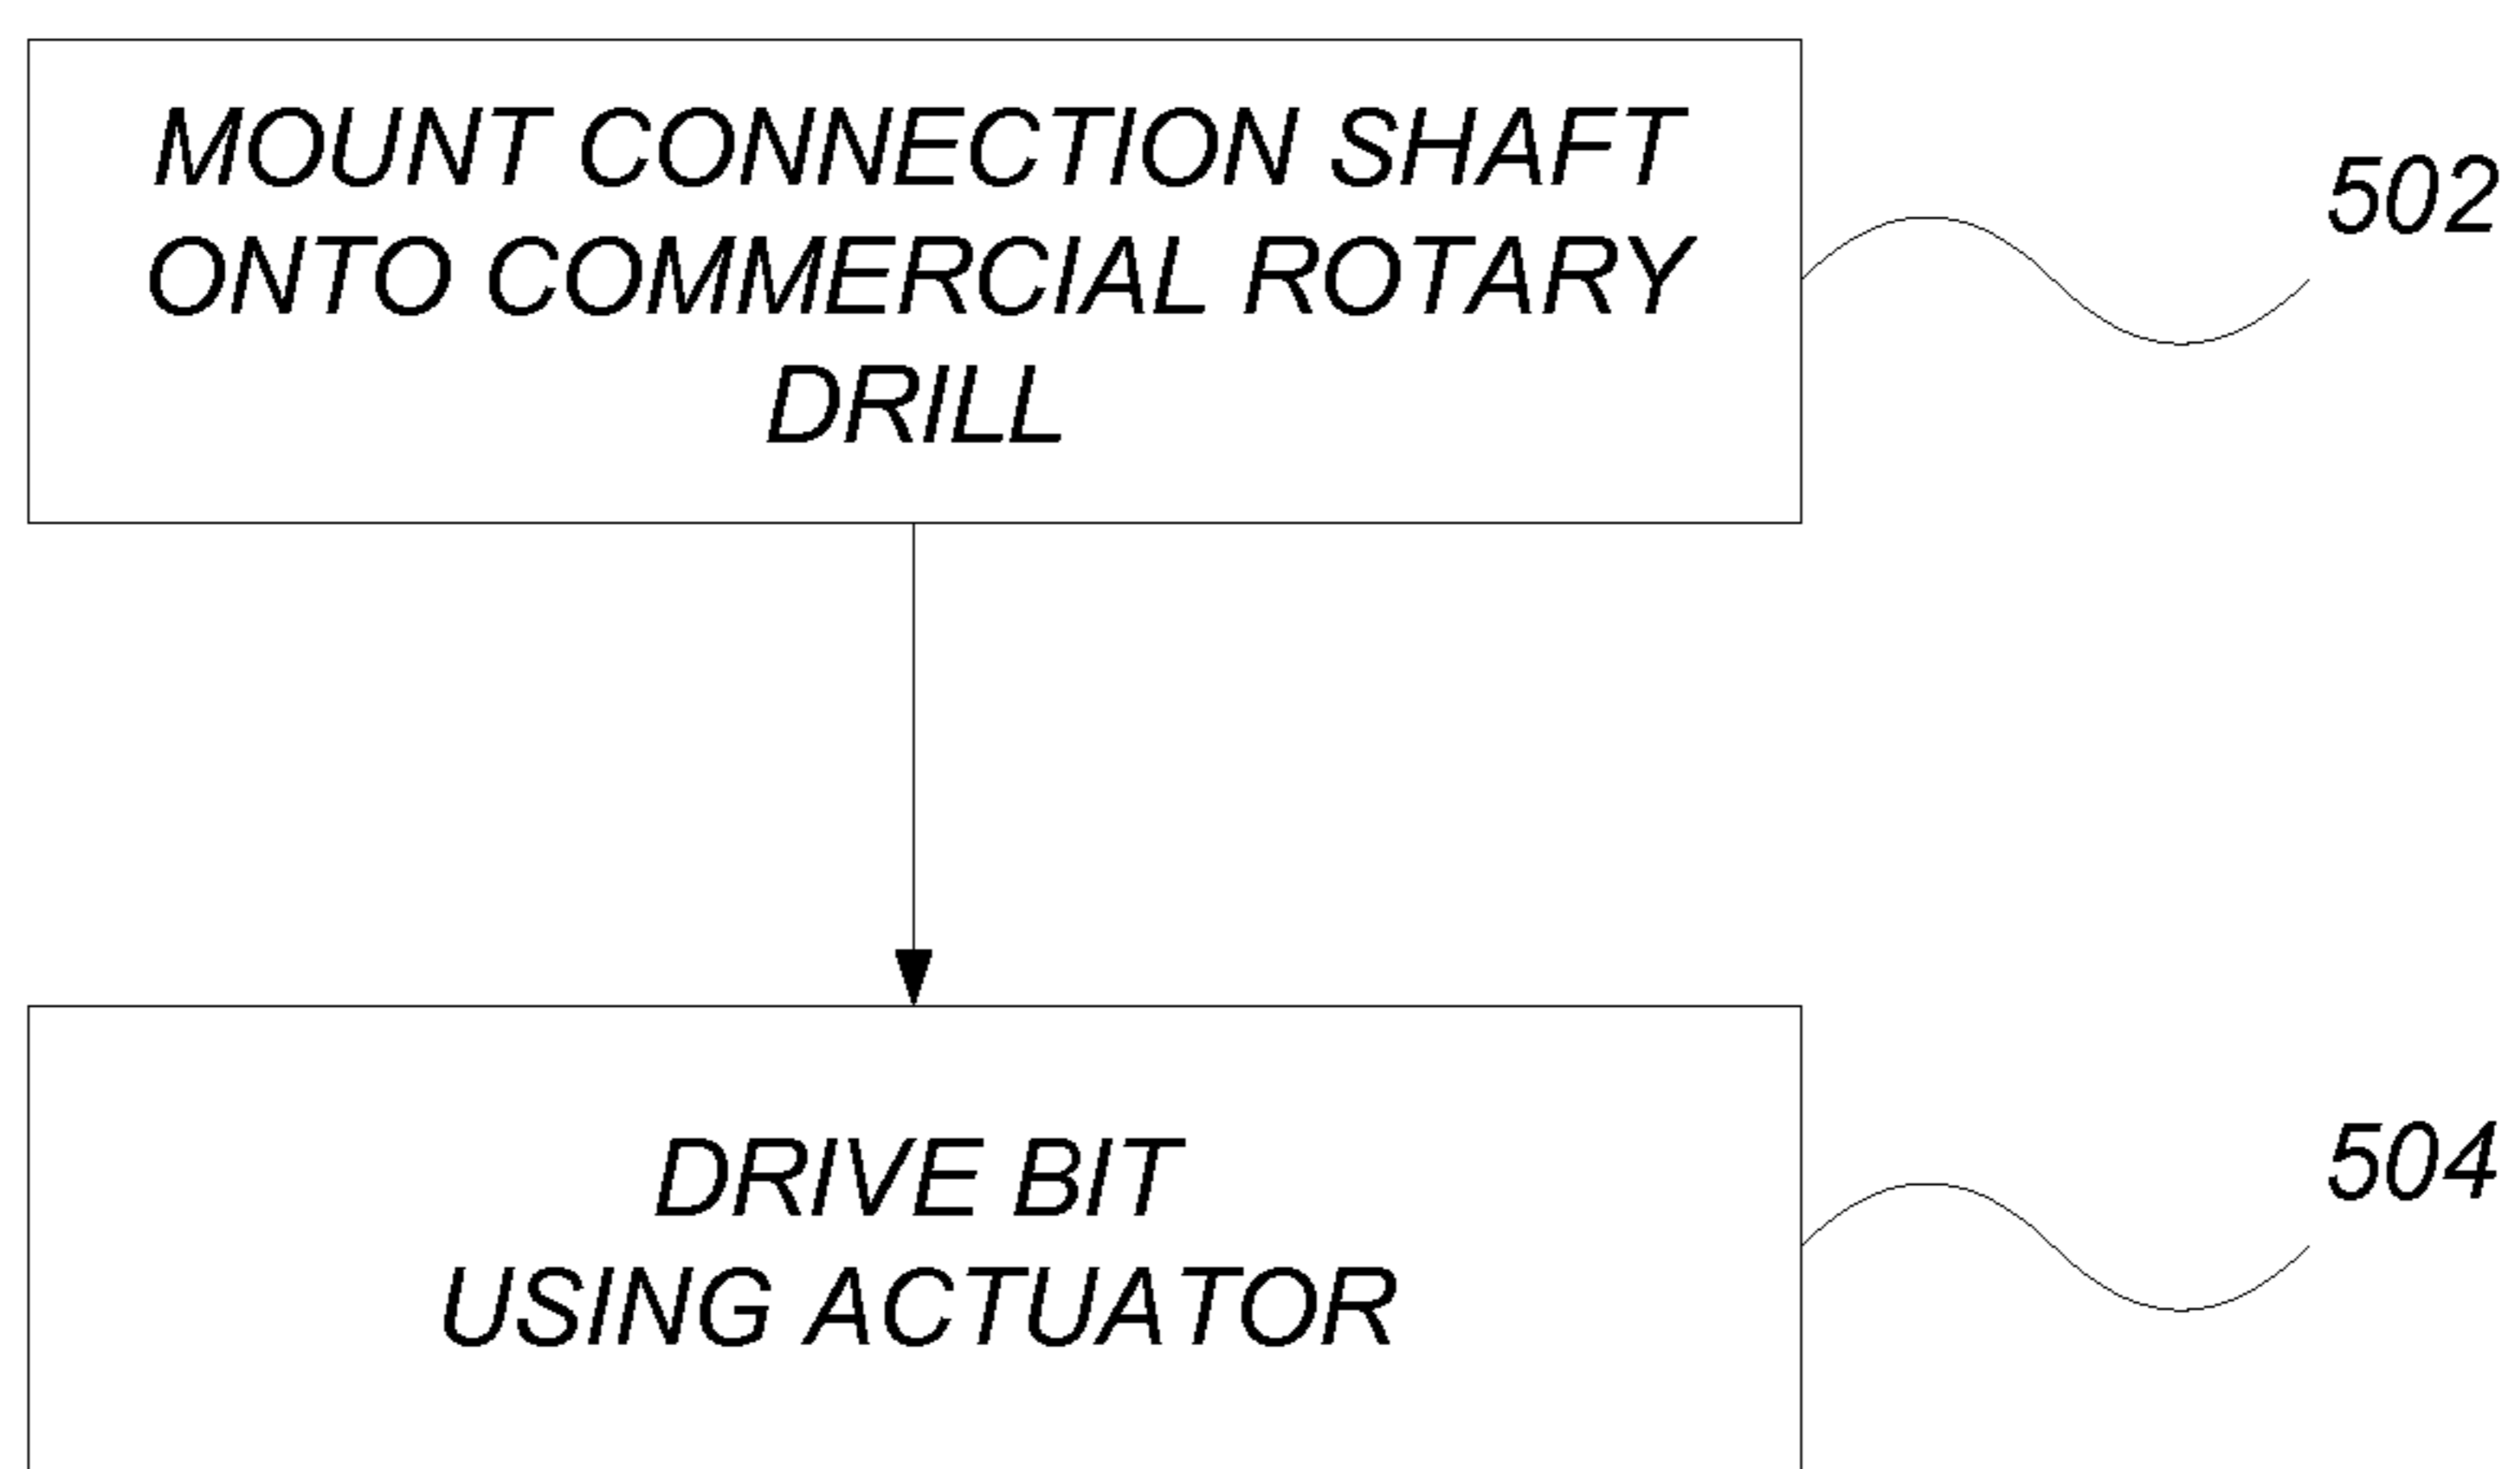 MOUNT CONNECTION SHAFT
ONTO COMMERCIAL ROTARY
DRILL
502
DRIVE BIT
USING ACTUATOR
504